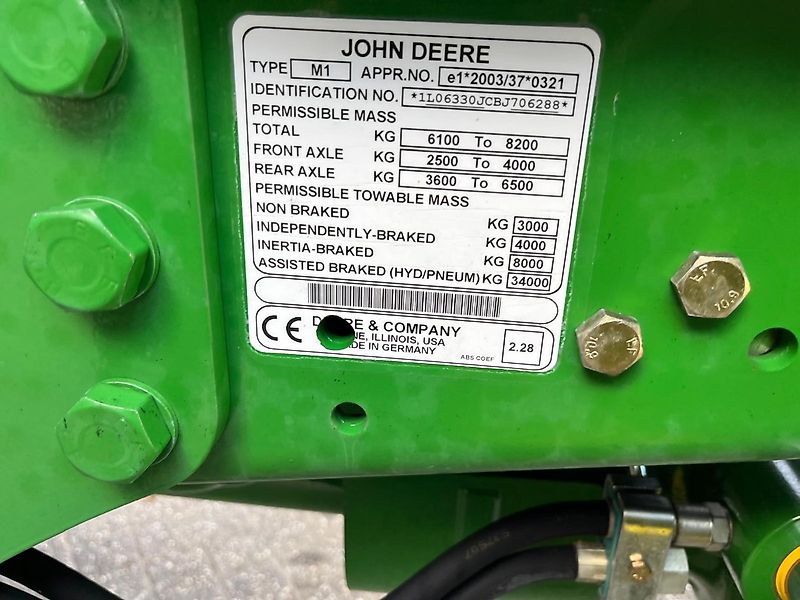 JOHN DEERE
TYPE M1 APPR.NO. e1*2003/37*0321
IDENTIFICATION NO. *1L06330JCBJ706288*
PERMISSIBLE MASS
TOTAL KG 6100 To 8200
FRONT AXLE KG 2500 To 4000
REAR AXLE KG 3600 To 6500
PERMISSIBLE TOWABLE MASS
NON BRAKED KG 3000
INDEPENDENTLY-BRAKED KG 4000
INERTIA-BRAKED KG 8000
ASSISTED BRAKED (HYD/PNEUM) KG 34000
CE
& COMPANY
ILLINOIS, USA
IN GERMANY
ABS COEF 2.28
EF
10.9
10.9
EF